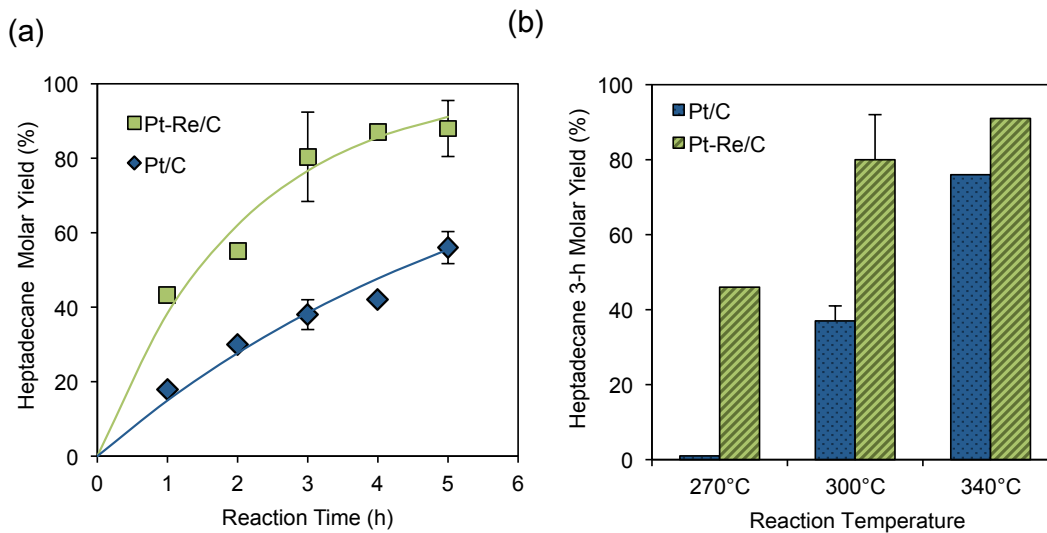 (a)
Heptadecane Molar Yield (%)
100
80
60
40
20
0
Pt-Re/C
Pt/C
0 1 2 3 4 5 6
Reaction Time (h)
(b)
Heptadecane 3-h Molar Yield (%)
100
80
60
40
20
0
Pt/C
Pt-Re/C
270°C 300°C 340°C
Reaction Temperature